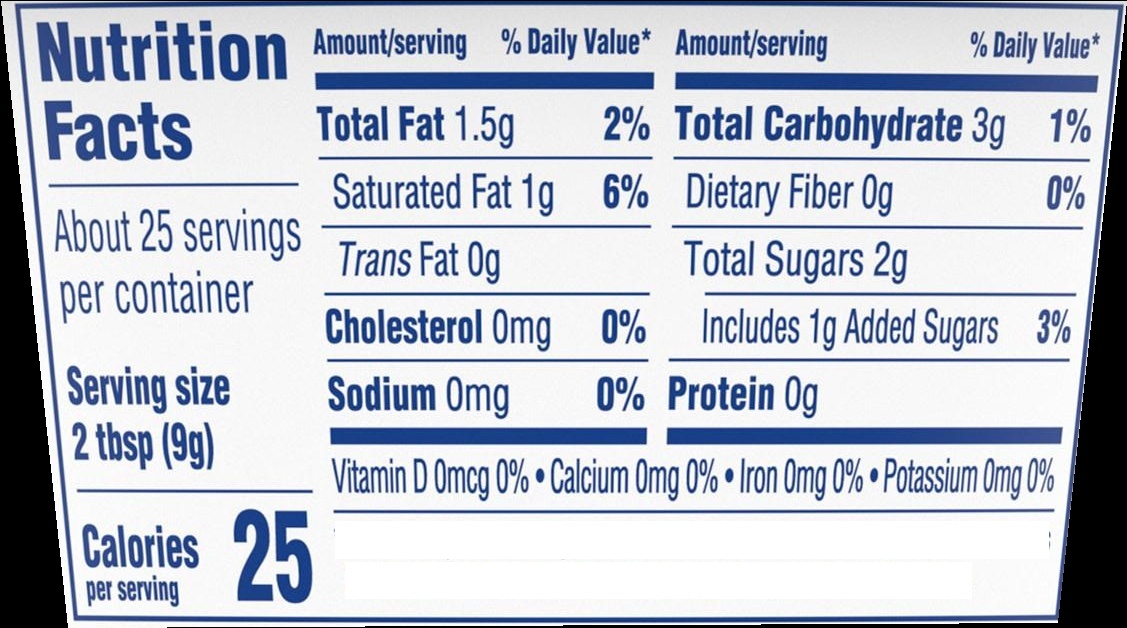 Nutrition
Facts
About 25 servings
per container
Serving size
2 tbsp (9g)
Calories
per serving
25
Amount/serving % Daily Value*
Total Fat 1.5g 2%
Saturated Fat 1g 6%
Trans Fat 0g
Cholesterol 0mg 0%
Sodium 0mg 0%
Amount/serving % Daily Value*
Total Carbohydrate 3g 1%
Dietary Fiber 0g 0%
Total Sugars 2g
Includes 1g Added Sugars 3%
Protein 0g
Vitamin D 0mcg 0% • Calcium 0mg 0% • Iron 0mg 0% • Potassium 0mg 0%